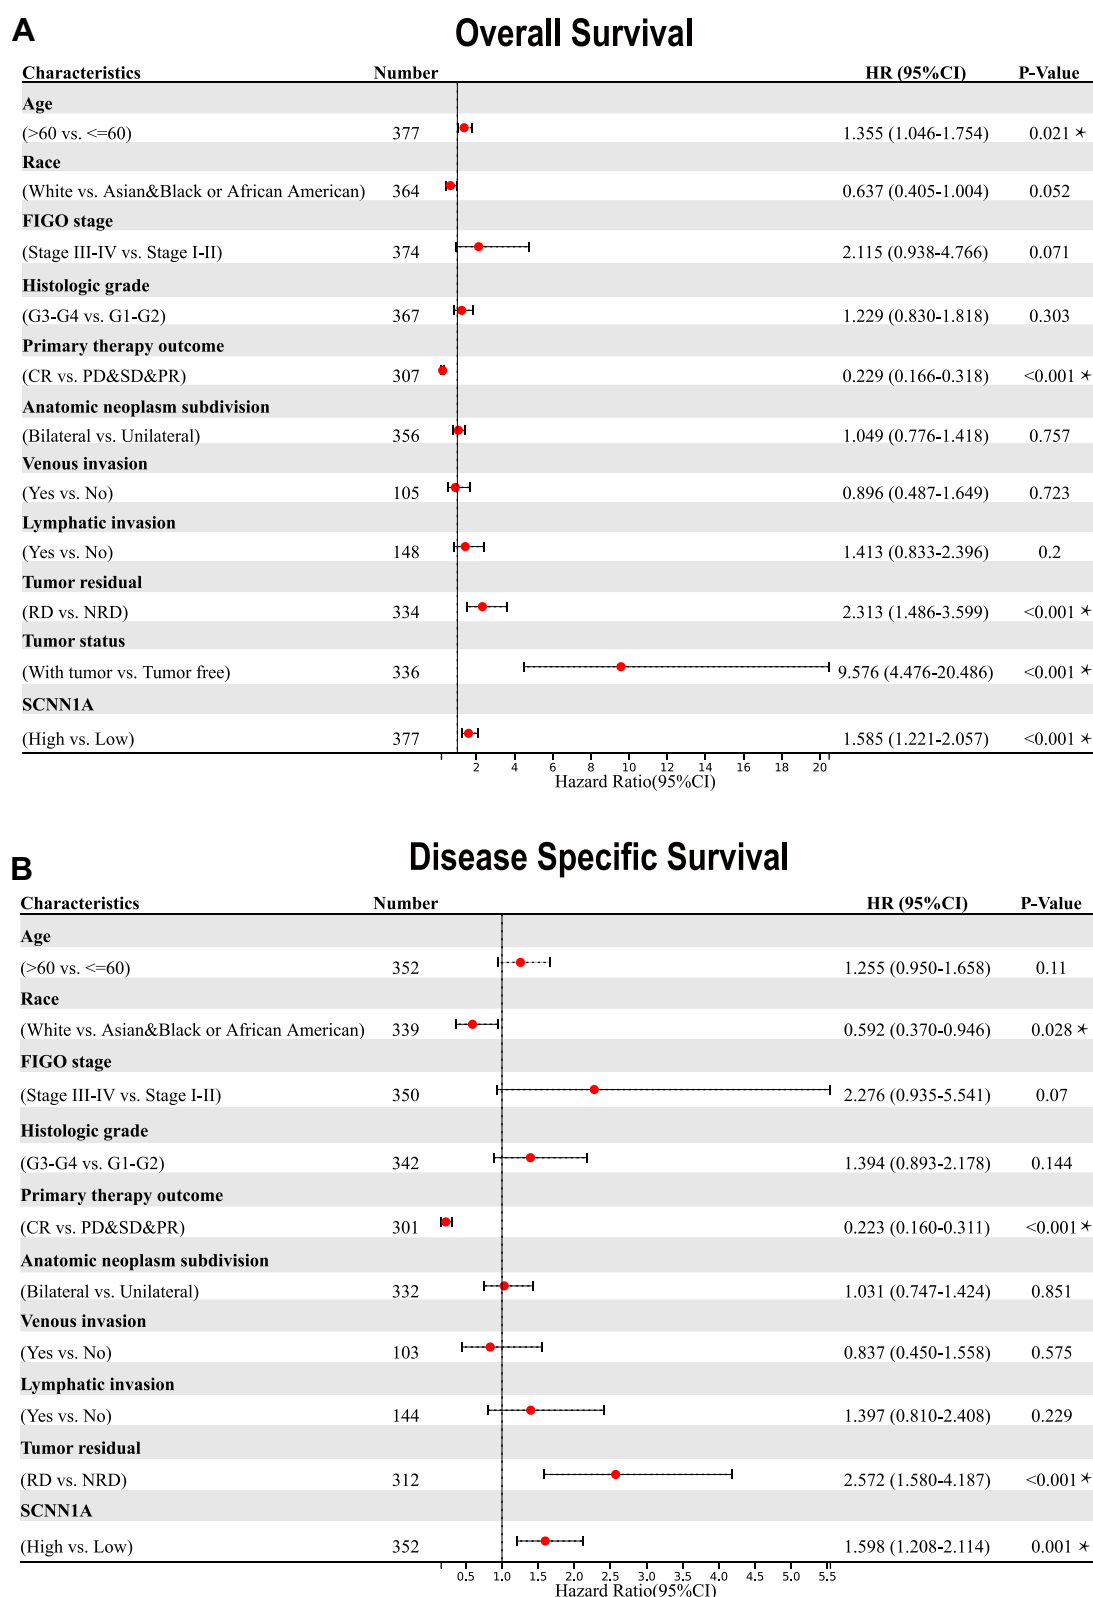 A
Overall Survival
Characteristics Number HR (95%CI) P-Value
Age
(>60 vs. <=60) 377 1.355 (1.046-1.754) 0.021 *
Race
(White vs. Asian&Black or African American) 364 0.637 (0.405-1.004) 0.052
FIGO stage
(Stage III-IV vs. Stage I-II) 374 2.115 (0.938-4.766) 0.071
Histologic grade
(G3-G4 vs. G1-G2) 367 1.229 (0.830-1.818) 0.303
Primary therapy outcome
(CR vs. PD&SD&PR) 307 0.229 (0.166-0.318) <0.001 *
Anatomic neoplasm subdivision
(Bilateral vs. Unilateral) 356 1.049 (0.776-1.418) 0.757
Venous invasion
(Yes vs. No) 105 0.896 (0.487-1.649) 0.723
Lymphatic invasion
(Yes vs. No) 148 1.413 (0.833-2.396) 0.2
Tumor residual
(RD vs. NRD) 334 2.313 (1.486-3.599) <0.001 *
Tumor status
(With tumor vs. Tumor free) 336 9.576 (4.476-20.486) <0.001 *
SCNN1A
(High vs. Low) 377 1.585 (1.221-2.057) <0.001 *
2 4 6 8 10 12 14 16 18 20
Hazard Ratio(95%CI)
B
Disease Specific Survival
Characteristics Number HR (95%CI) P-Value
Age
(>60 vs. <=60) 352 1.255 (0.950-1.658) 0.11
Race
(White vs. Asian&Black or African American) 339 0.592 (0.370-0.946) 0.028 *
FIGO stage
(Stage III-IV vs. Stage I-II) 350 2.276 (0.935-5.541) 0.07
Histologic grade
(G3-G4 vs. G1-G2) 342 1.394 (0.893-2.178) 0.144
Primary therapy outcome
(CR vs. PD&SD&PR) 301 0.223 (0.160-0.311) <0.001 *
Anatomic neoplasm subdivision
(Bilateral vs. Unilateral) 332 1.031 (0.747-1.424) 0.851
Venous invasion
(Yes vs. No) 103 0.837 (0.450-1.558) 0.575
Lymphatic invasion
(Yes vs. No) 144 1.397 (0.810-2.408) 0.229
Tumor residual
(RD vs. NRD) 312 2.572 (1.580-4.187) <0.001 *
SCNN1A
(High vs. Low) 352 1.598 (1.208-2.114) 0.001 *
0.5 1.0 1.5 2.0 2.5 3.0 3.5 4.0 4.5 5.0 5.5
Hazard Ratio(95%CI)